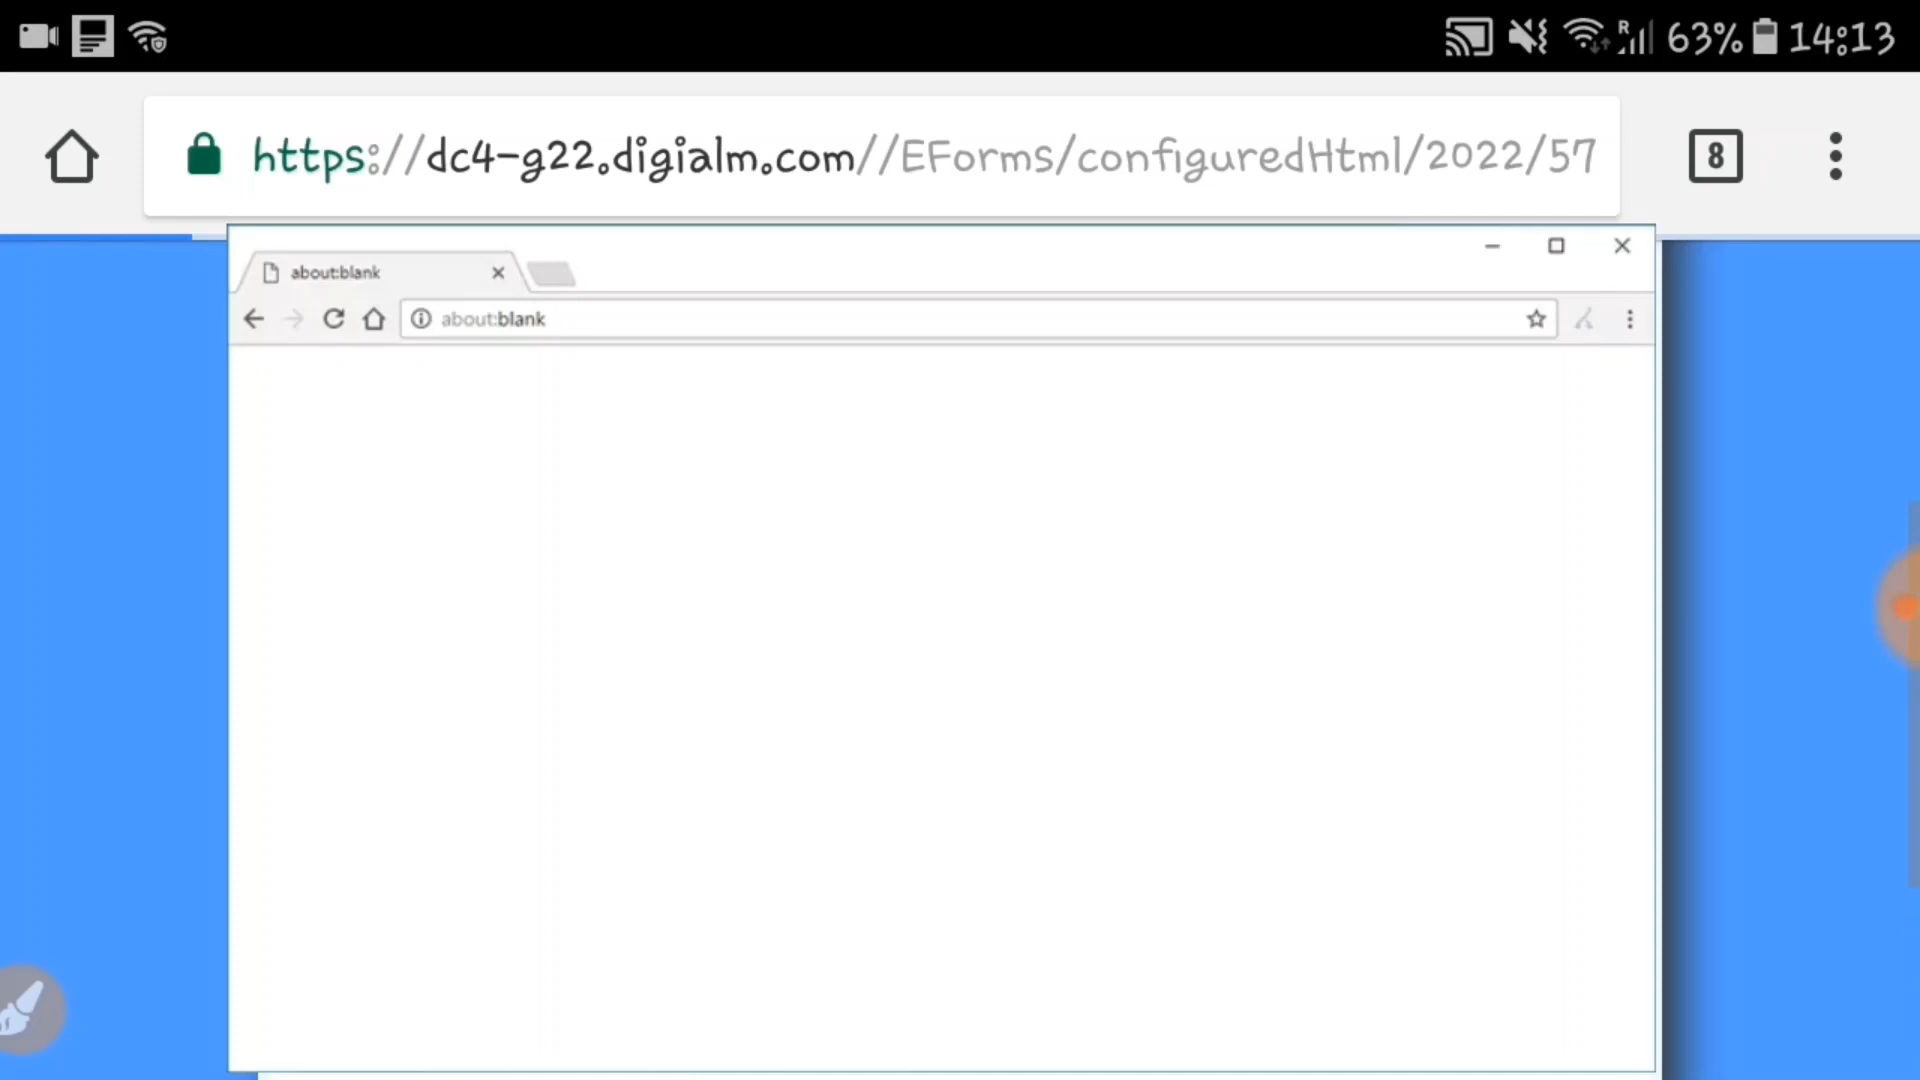 R 63% 14:13
https://dc4-g22.digialm.com//EForms/configuredHtml/2022/57
8
about:blank
about:blank